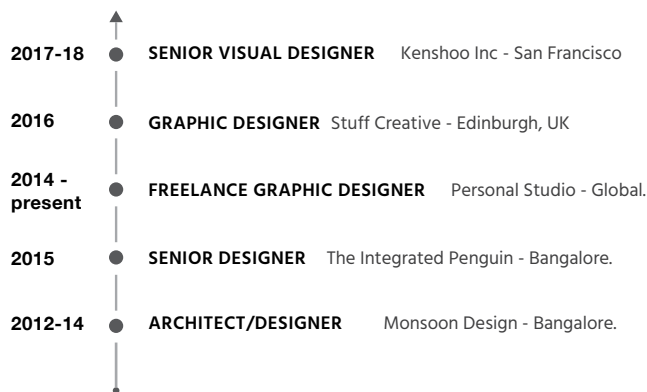 2017-18 SENIOR VISUAL DESIGNER Kenshoo Inc - San Francisco
2016 GRAPHIC DESIGNER Stuff Creative - Edinburgh, UK
2014 -
present FREELANCE GRAPHIC DESIGNER Personal Studio - Global.
2015 SENIOR DESIGNER The Integrated Penguin - Bangalore.
2012-14 ARCHITECT/DESIGNER Monsoon Design - Bangalore.